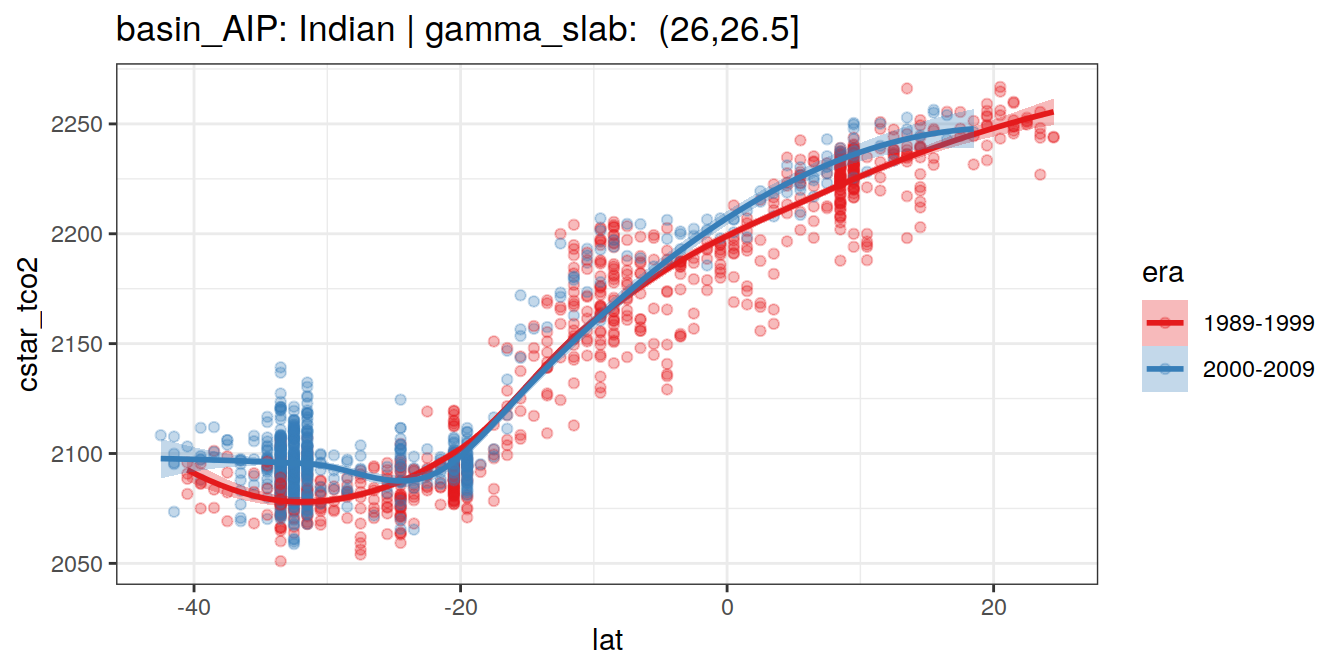 basin_AIP: Indian | gamma_slab:  (26,26.5]
cstar_tco2
2250
2200
2150
2100
2050
-40
-20
0
20
lat
era
1989-1999
2000-2009